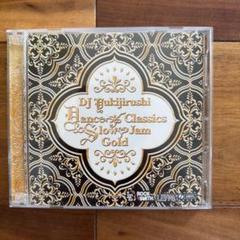 DJ Yukijirushi
Dance Classics
Slow Jam
Gold